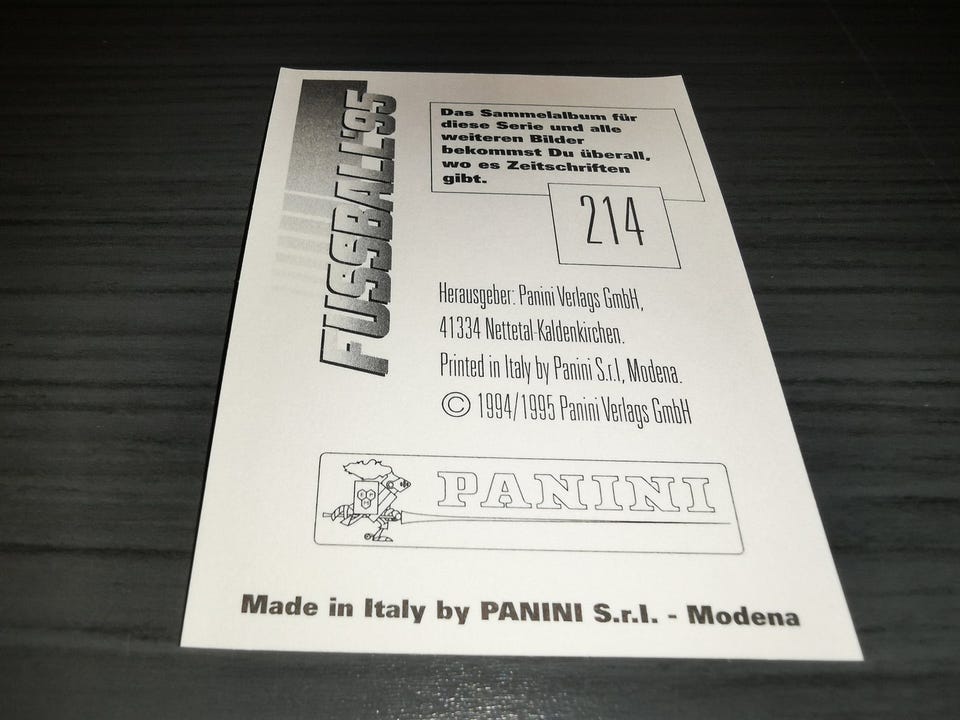 FUSSBALL'95
Das Sammelalbum für
diese Serie und alle
weiteren Bilder
bekommst Du überall,
wo es Zeitschriften
gibt.
214
Herausgeber: Panini Verlags GmbH,
41334 Nettetal-Kaldenkirchen.
Printed in Italy by Panini S.r.l, Modena.
© 1994/1995 Panini Verlags GmbH
PANINI
Made in Italy by PANINI S.r.l. - Modena